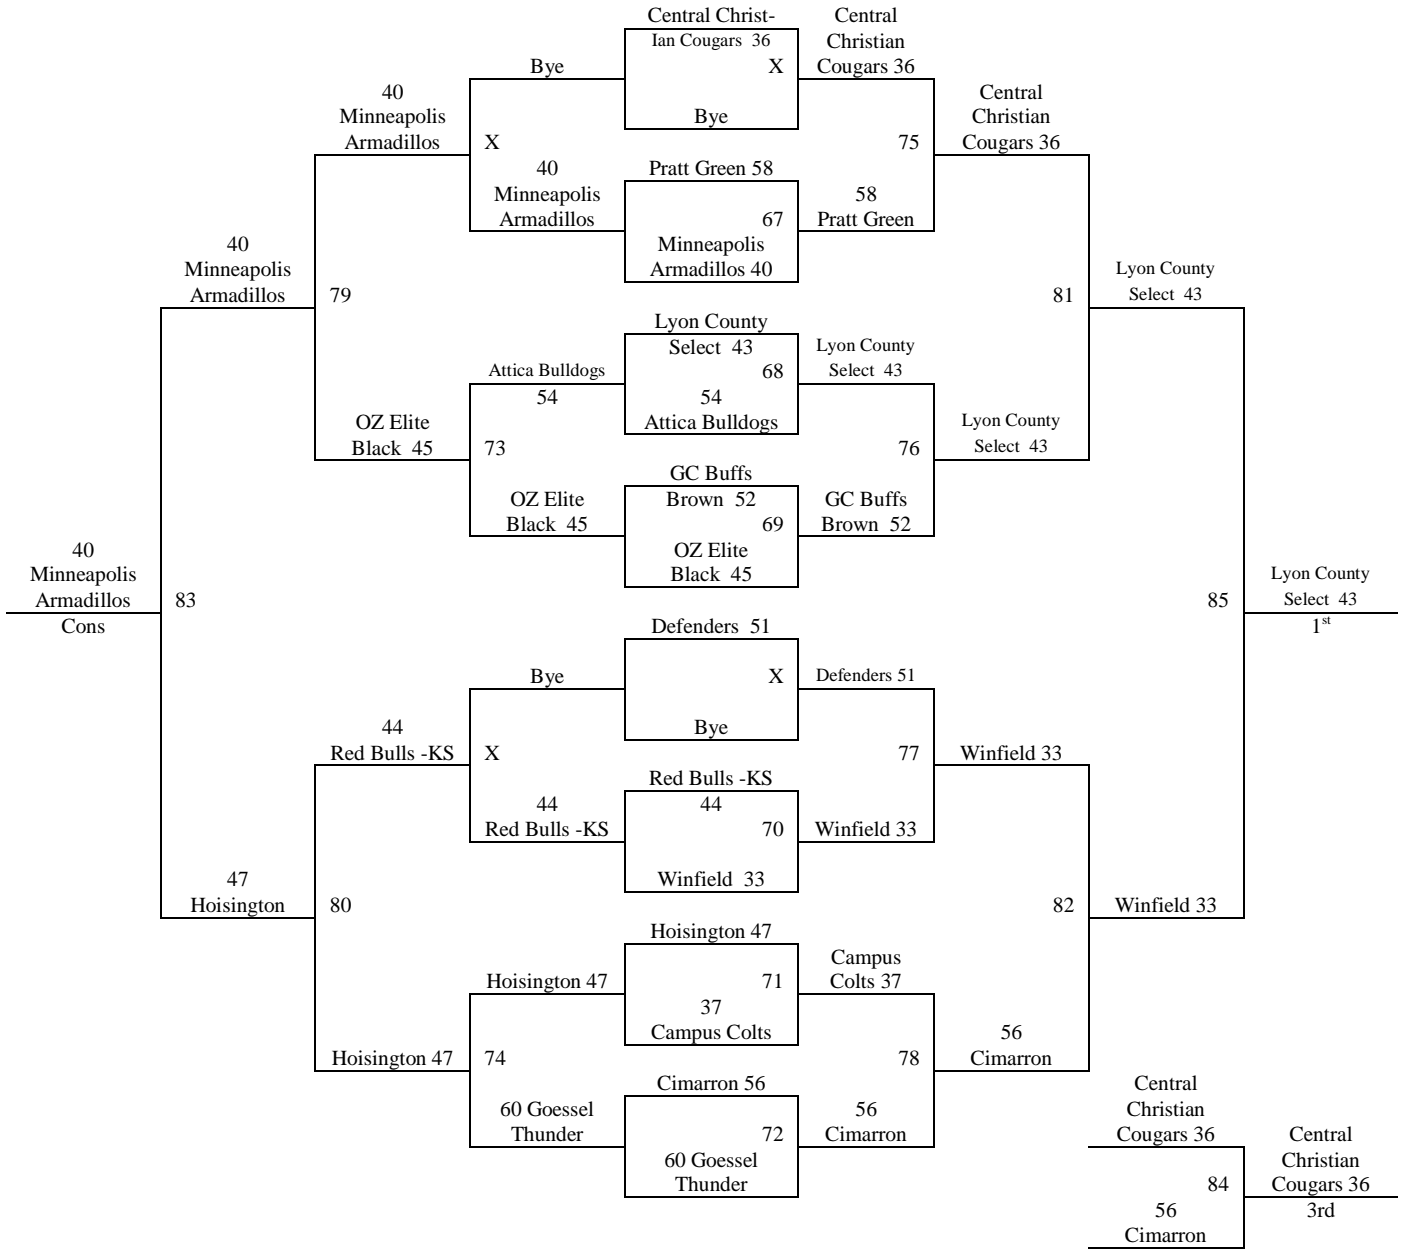 Central Christ-
Ian Cougars 36
X
Bye
Central
Christian
Cougars 36
Bye
40
Minneapolis
Armadillos
X
40
Minneapolis
Armadillos
Pratt Green 58
67
Minneapolis
Armadillos 40
75
58
Pratt Green
Central
Christian
Cougars 36
40
Minneapolis
Armadillos
79
81
Lyon County
Select 43
Lyon County
Select 43
68
54
Attica Bulldogs
Attica Bulldogs
54
Lyon County
Select 43
OZ Elite
Black 45
73
76
Lyon County
Select 43
GC Buffs
Brown 52
69
OZ Elite
Black 45
OZ Elite
Black 45
GC Buffs
Brown 52
40
Minneapolis
Armadillos
Cons
83
85
Lyon County
Select 43
1st
Defenders 51
X
Bye
Bye
Defenders 51
44
Red Bulls -KS
X
77
Winfield 33
Red Bulls -KS
44
70
Winfield 33
44
Red Bulls -KS
Winfield 33
47
Hoisington
80
82
Winfield 33
Hoisington 47
71
37
Campus Colts
Hoisington 47
Campus
Colts 37
Hoisington 47
74
78
56
Cimarron
Cimarron 56
72
60 Goessel
Thunder
60 Goessel
Thunder
56
Cimarron
Central
Christian
Cougars 36
84
56
Cimarron
Central
Christian
Cougars 36
3rd